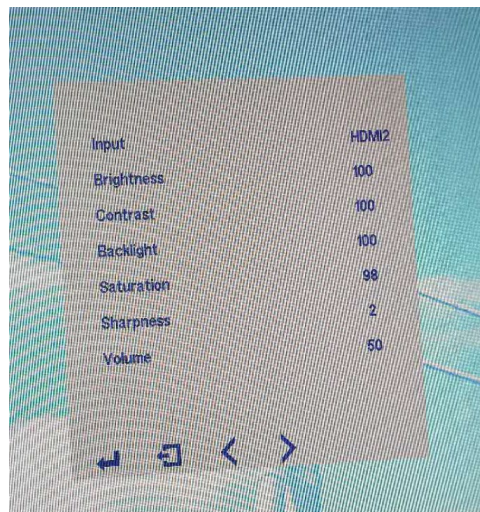 Input HDMI2
Brightness 100
Contrast 100
Backlight 100
Saturation 98
Sharpness 2
Volume 50